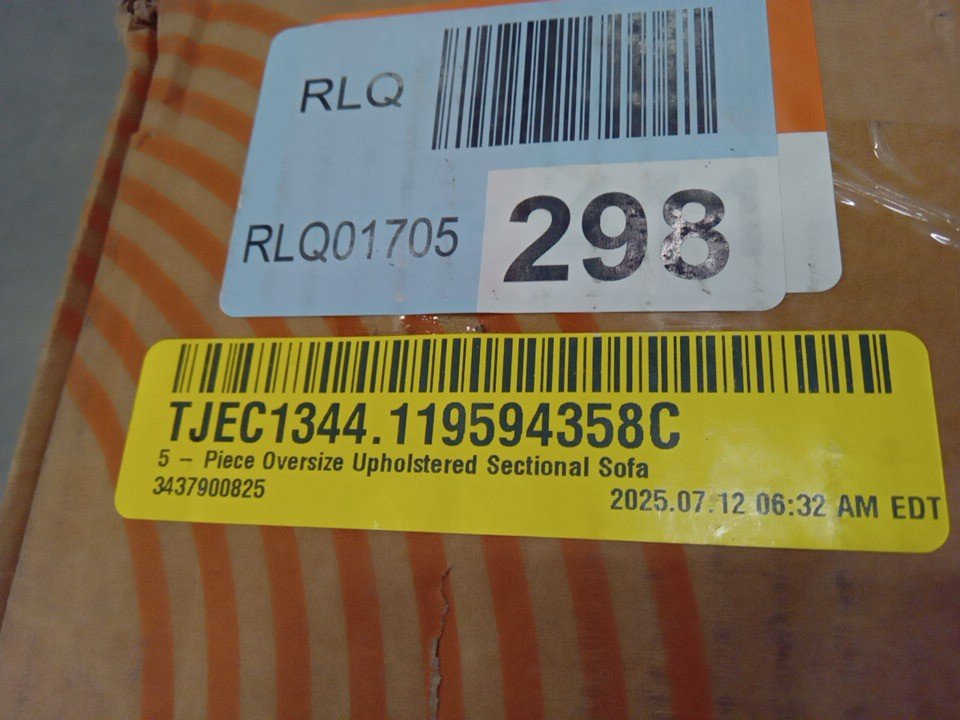 RLQ
RLQ01705
298
TJEC1344.119594358C
5 - Piece Oversize Upholstered Sectional Sofa
3437900825
2025.07.12 06:32 AM EDT